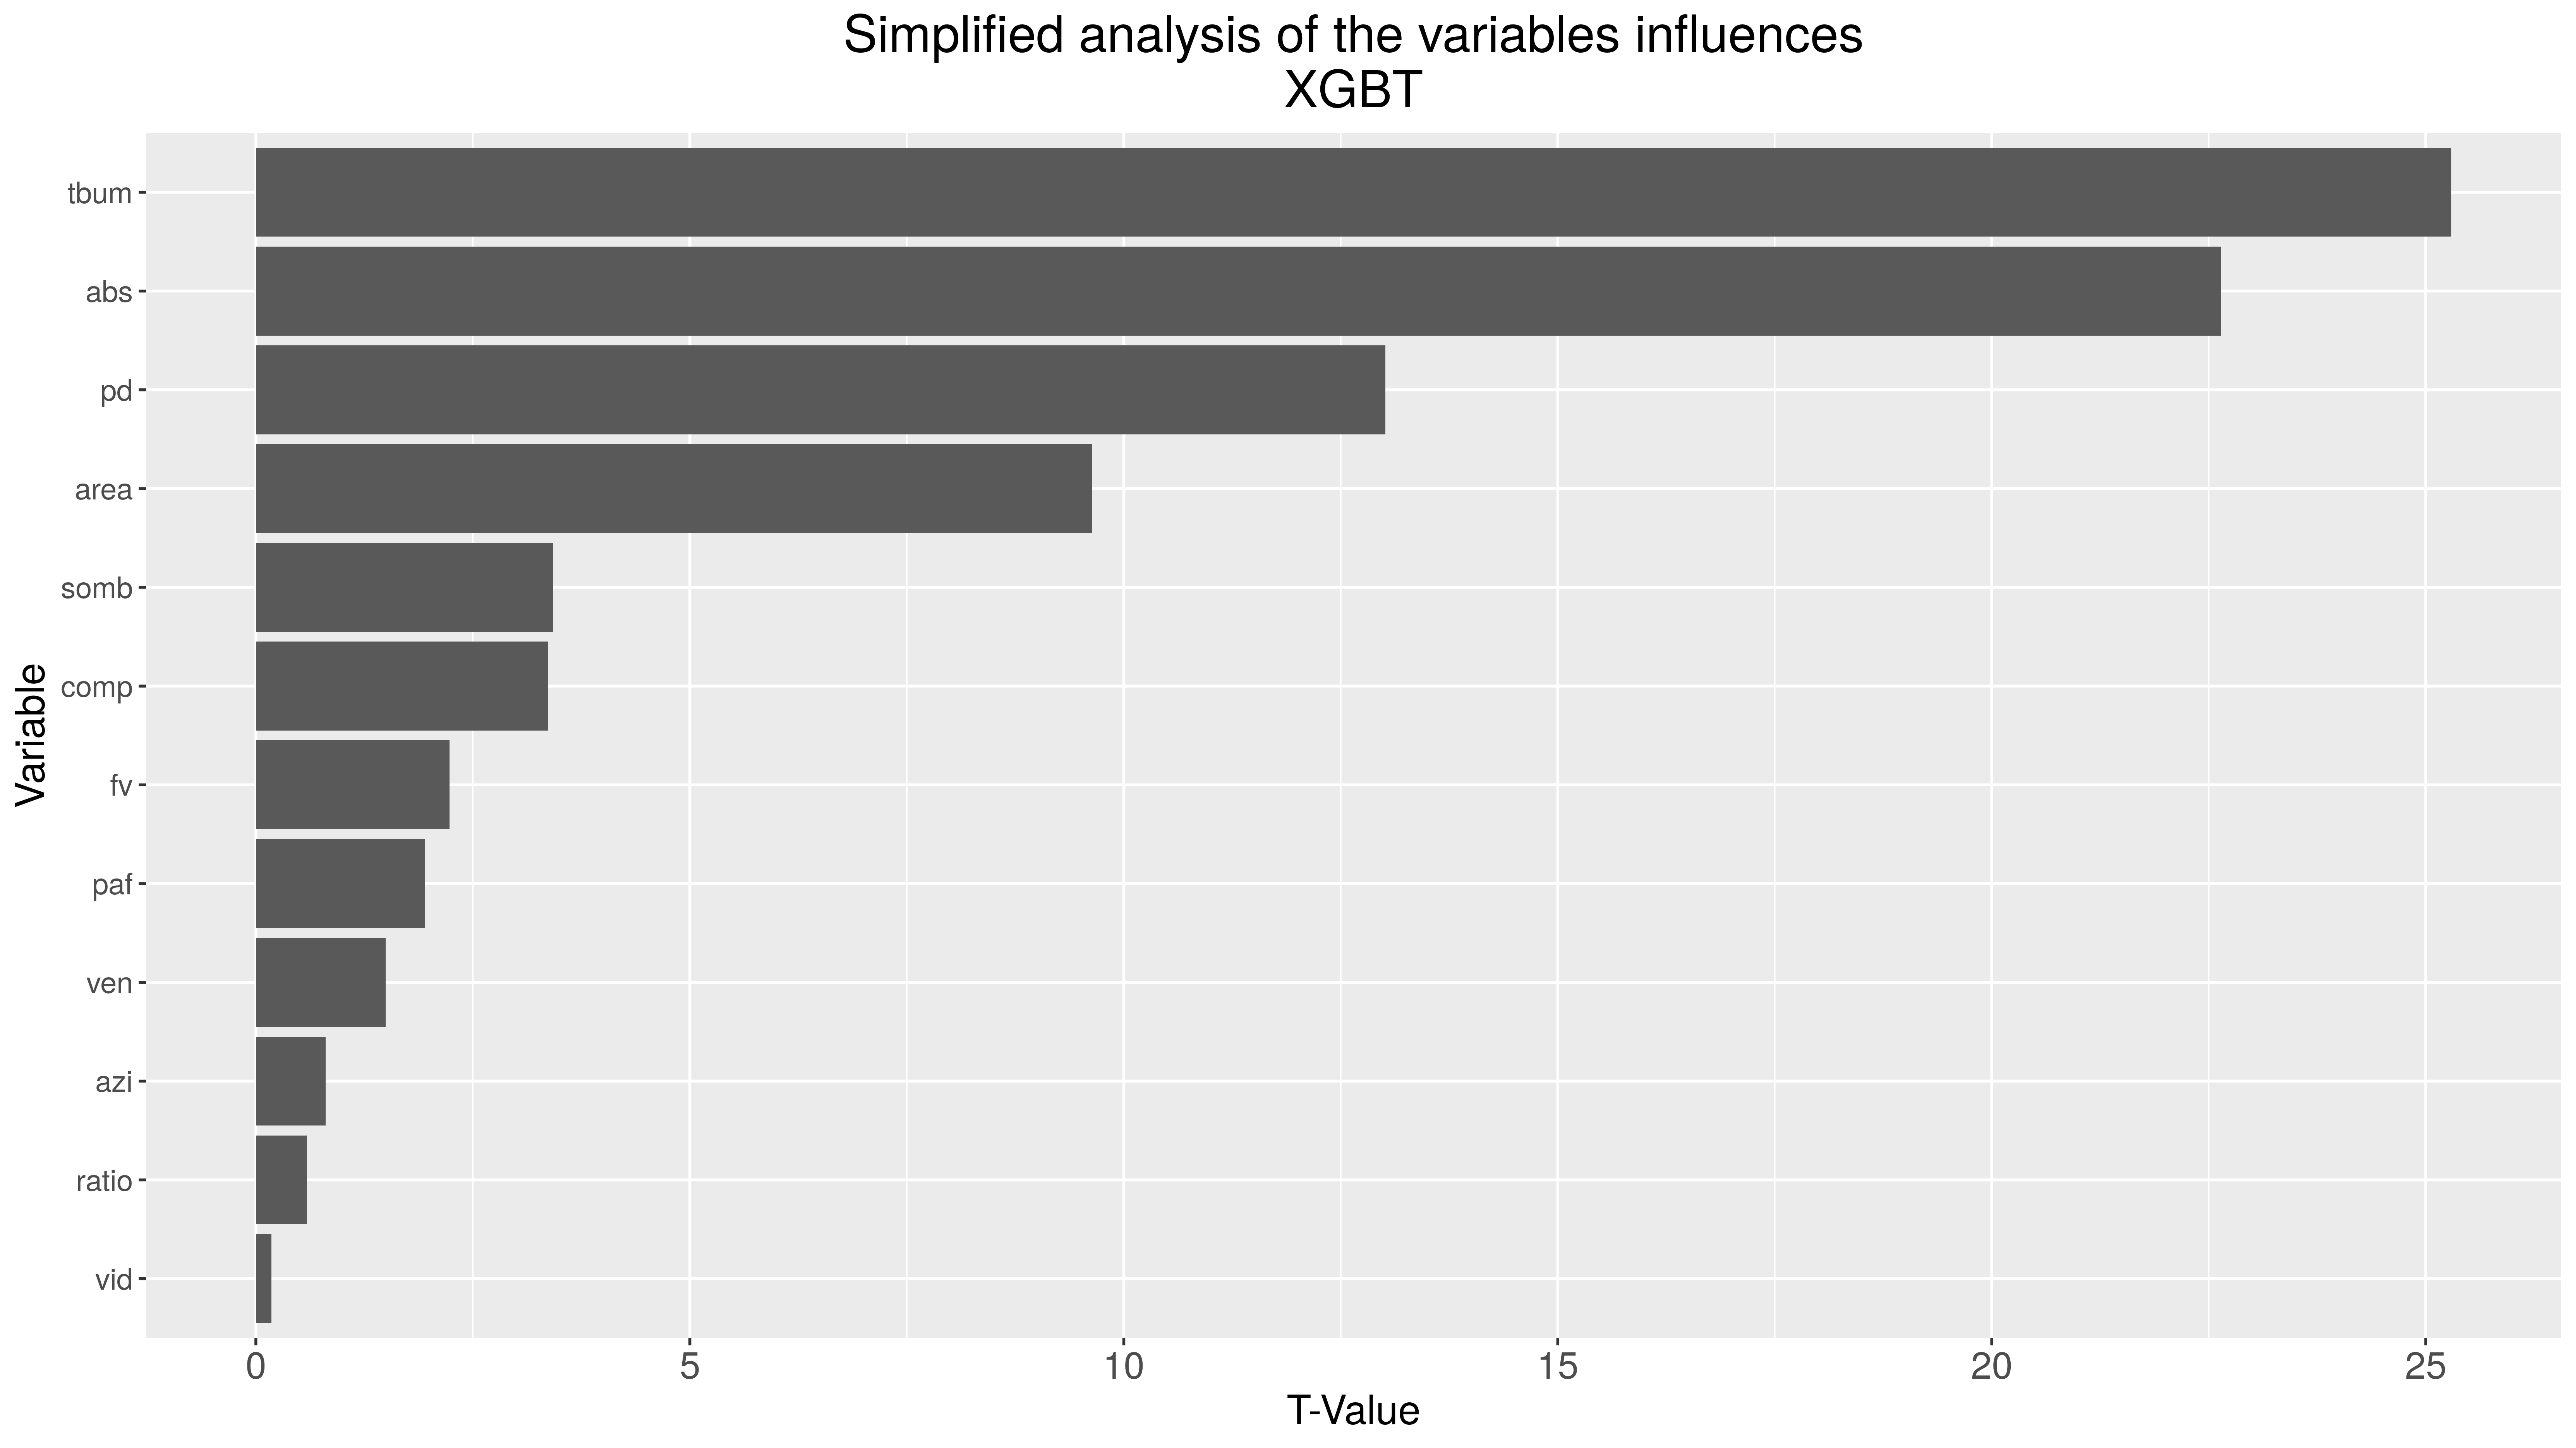 Simplified analysis of the variables influences
XGBT
Variable
tbum
abs
pd
area
somb
comp
fv
paf
ven
azi
ratio
vid
0 5 10 15 20 25
T-Value